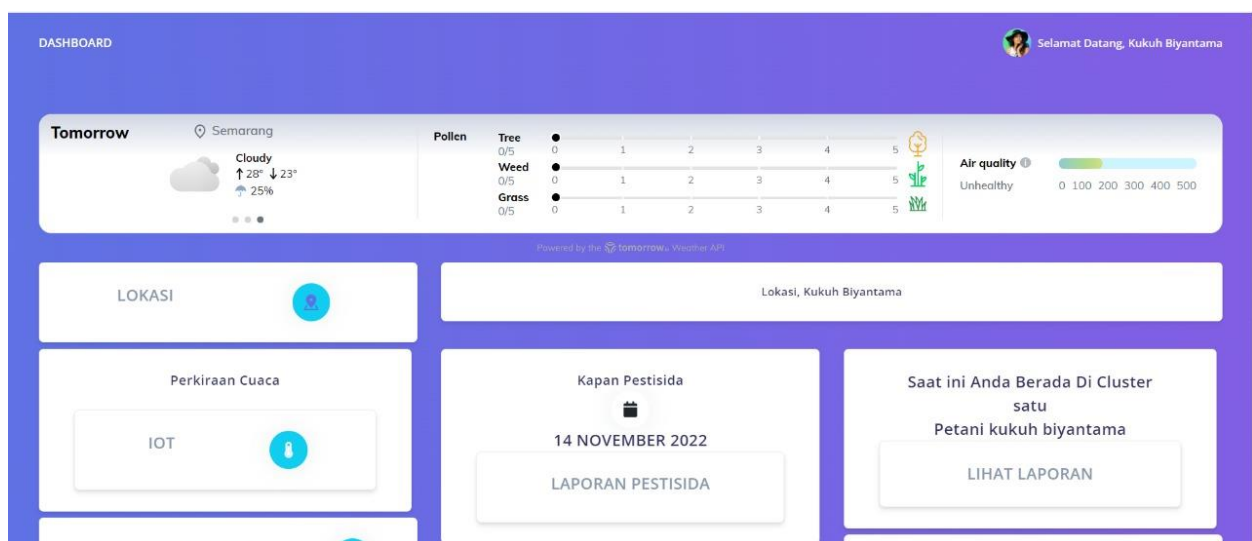 DASHBOARD
Selamat Datang, Kukuh Biyantama
Tomorrow
Semarang
Cloudy
↑ 28° ↓ 23°
25%
Pollen
Tree
0/5
0 1 2 3 4 5
Weed
0/5
0 1 2 3 4 5
Grass
0/5
0 1 2 3 4 5
Air quality
Unhealthy
0 100 200 300 400 500
Powered by the tomorrow.io Weather API
LOKASI
Lokasi, Kukuh Biyantama
Perkiraan Cuaca
IOT
Kapan Pestisida
14 NOVEMBER 2022
LAPORAN PESTISIDA
Saat ini Anda Berada Di Cluster
satu
Petani kukuh biyantama
LIHAT LAPORAN